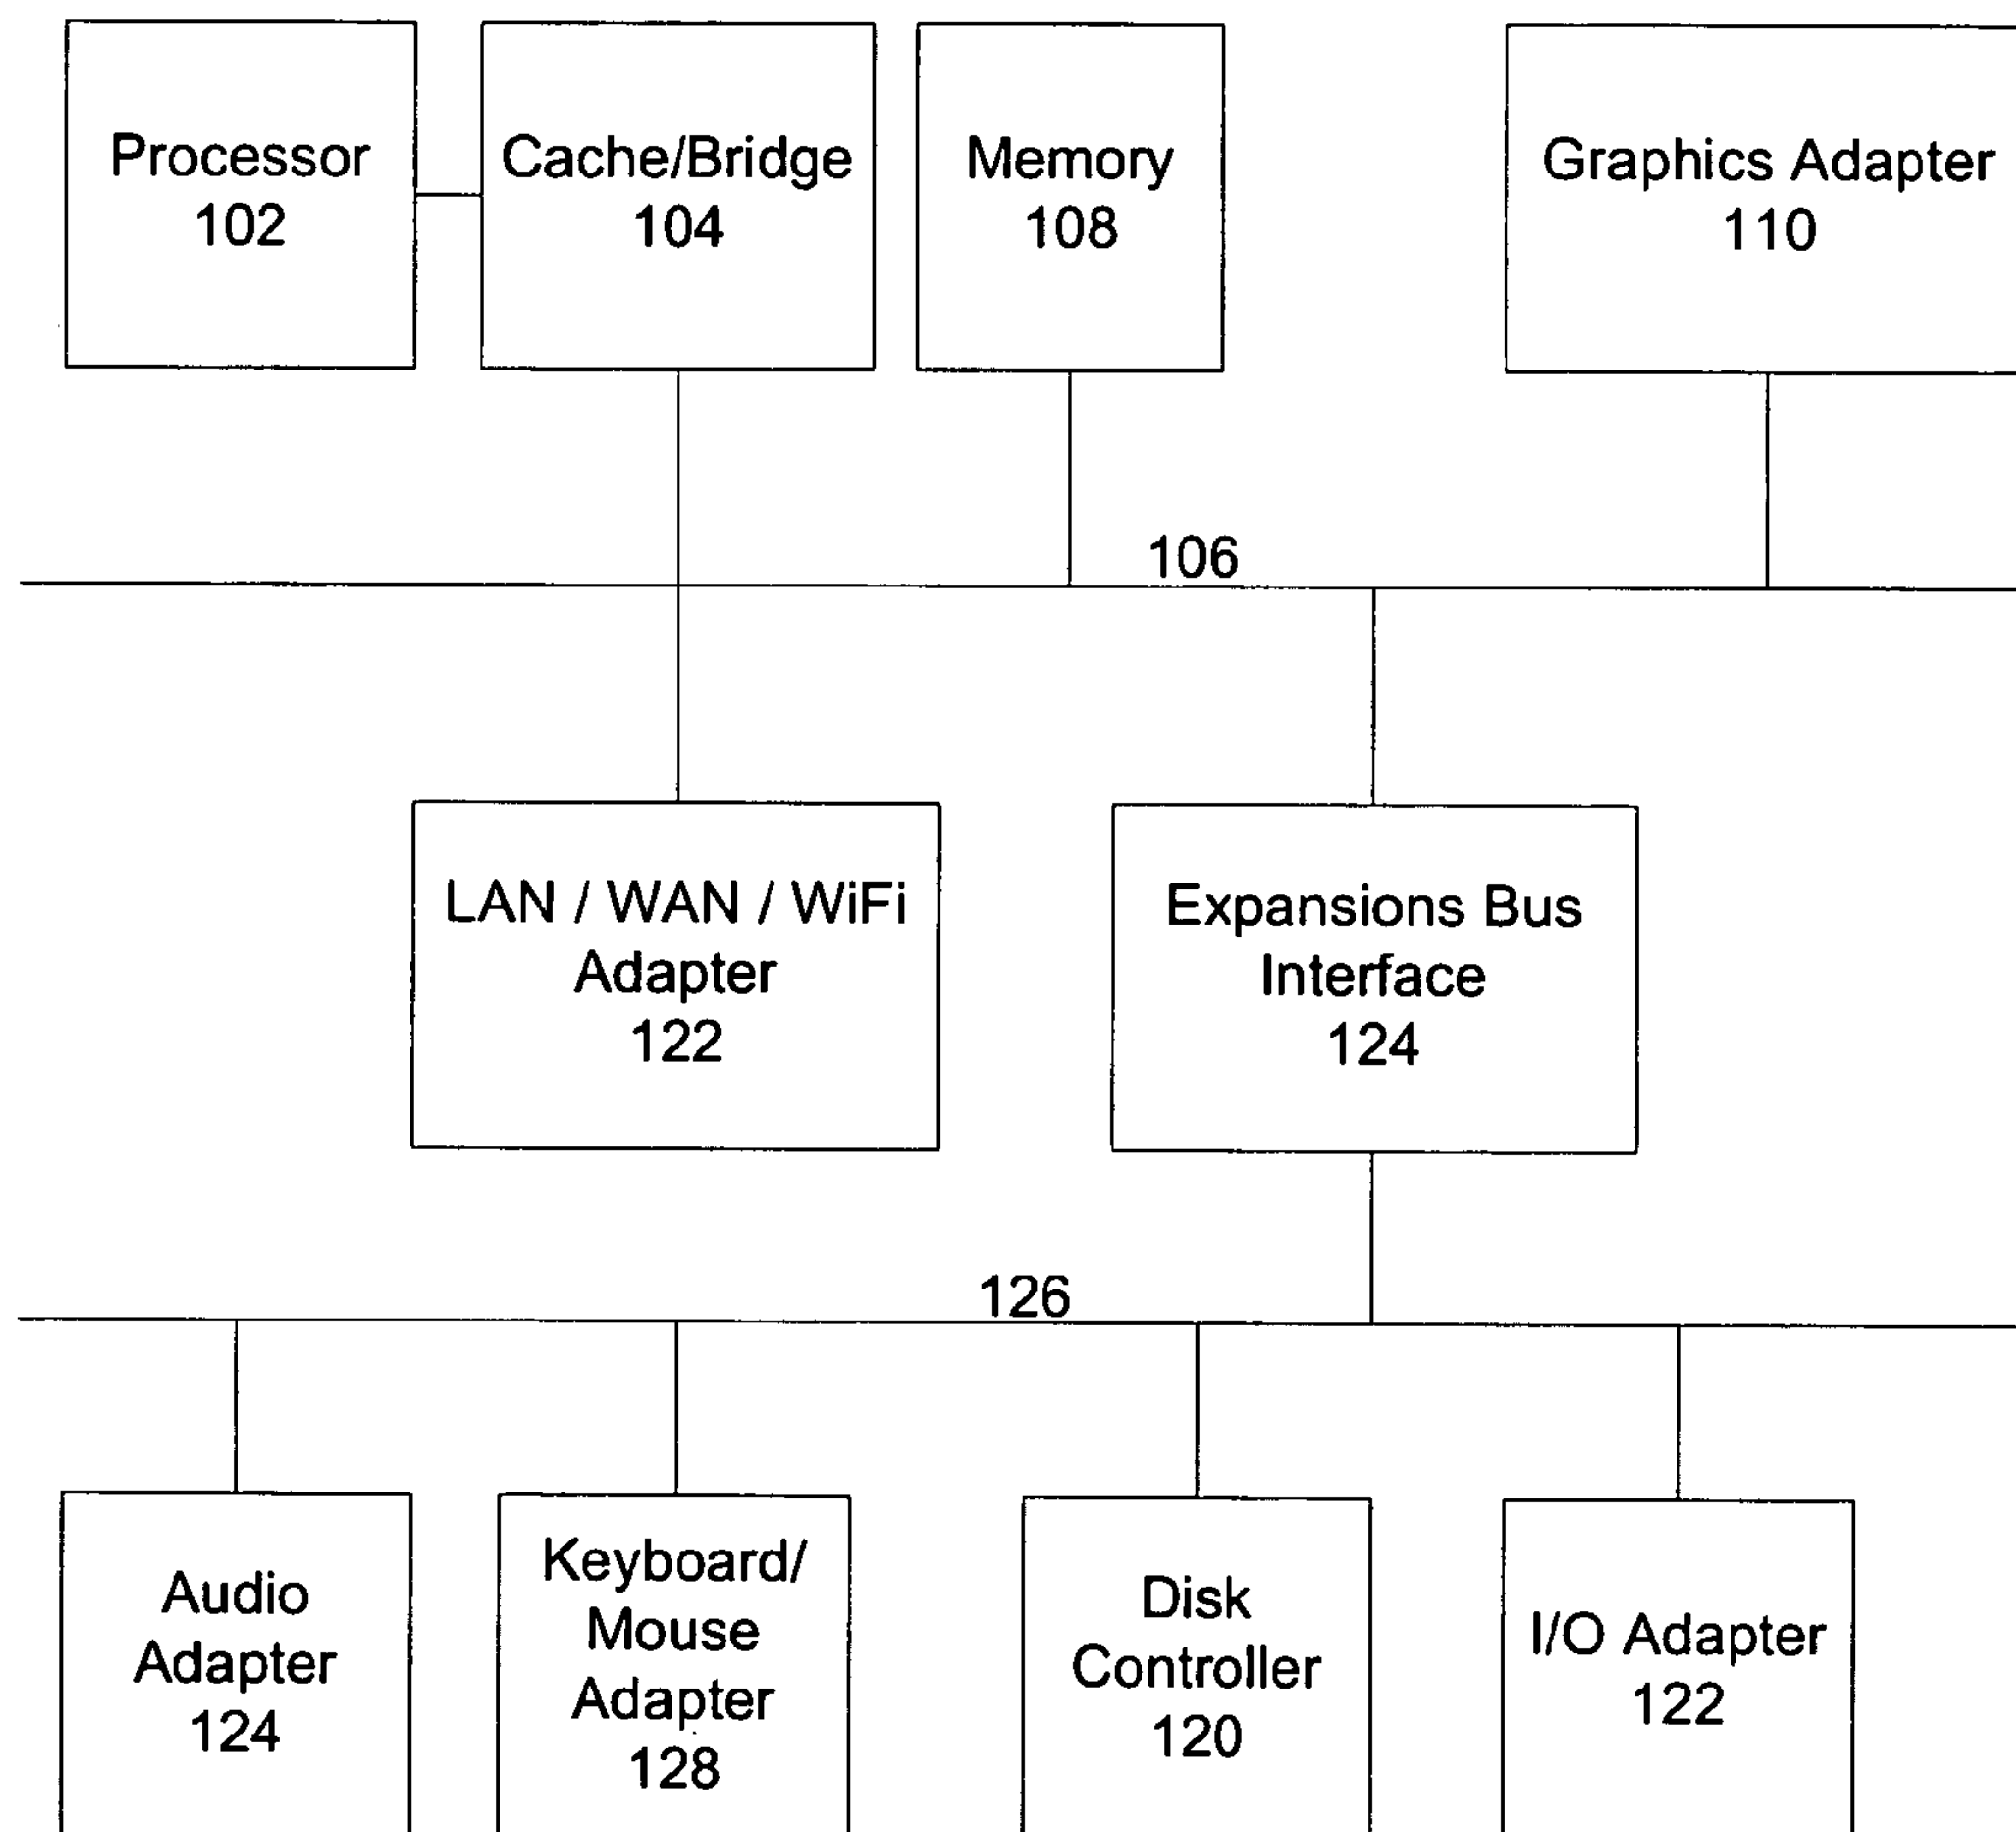 Processor
102
Cache/Bridge
104
Memory
108
Graphics Adapter
110
106
LAN / WAN / WiFi
Adapter
122
Expansions Bus
Interface
124
126
Audio
Adapter
124
Keyboard/
Mouse
Adapter
128
Disk
Controller
120
I/O Adapter
122